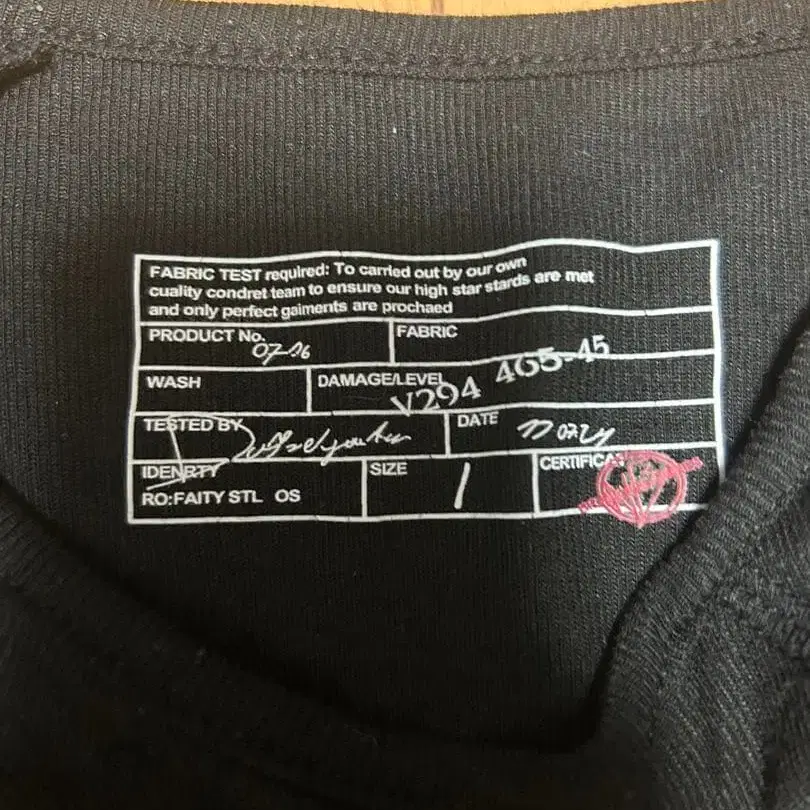 FABRIC TEST required: To carried out by our own
cuality condret team to ensure our high star stards are met
and only perfect gaiments are prochaed
PRODUCT No.
FABRIC
07-26
WASH
DAMAGE/LEVEL
V294 465-45
TESTED BY
DATE
IDENRTY
SIZE 1
CERTIFICA
RO:FAITY STL OS